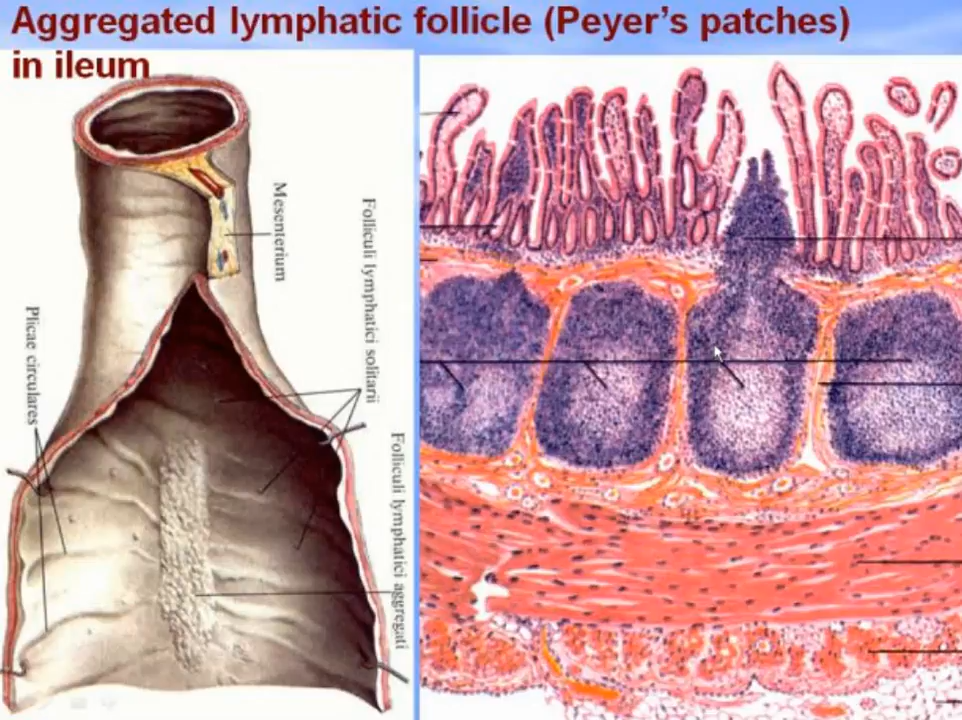 Aggregated lymphatic follicle (Peyer's patches)
in ileum
Mesenterium
Folliculi lymphatici solitarii
Plicae circulares
Folliculi lymphatici aggregati